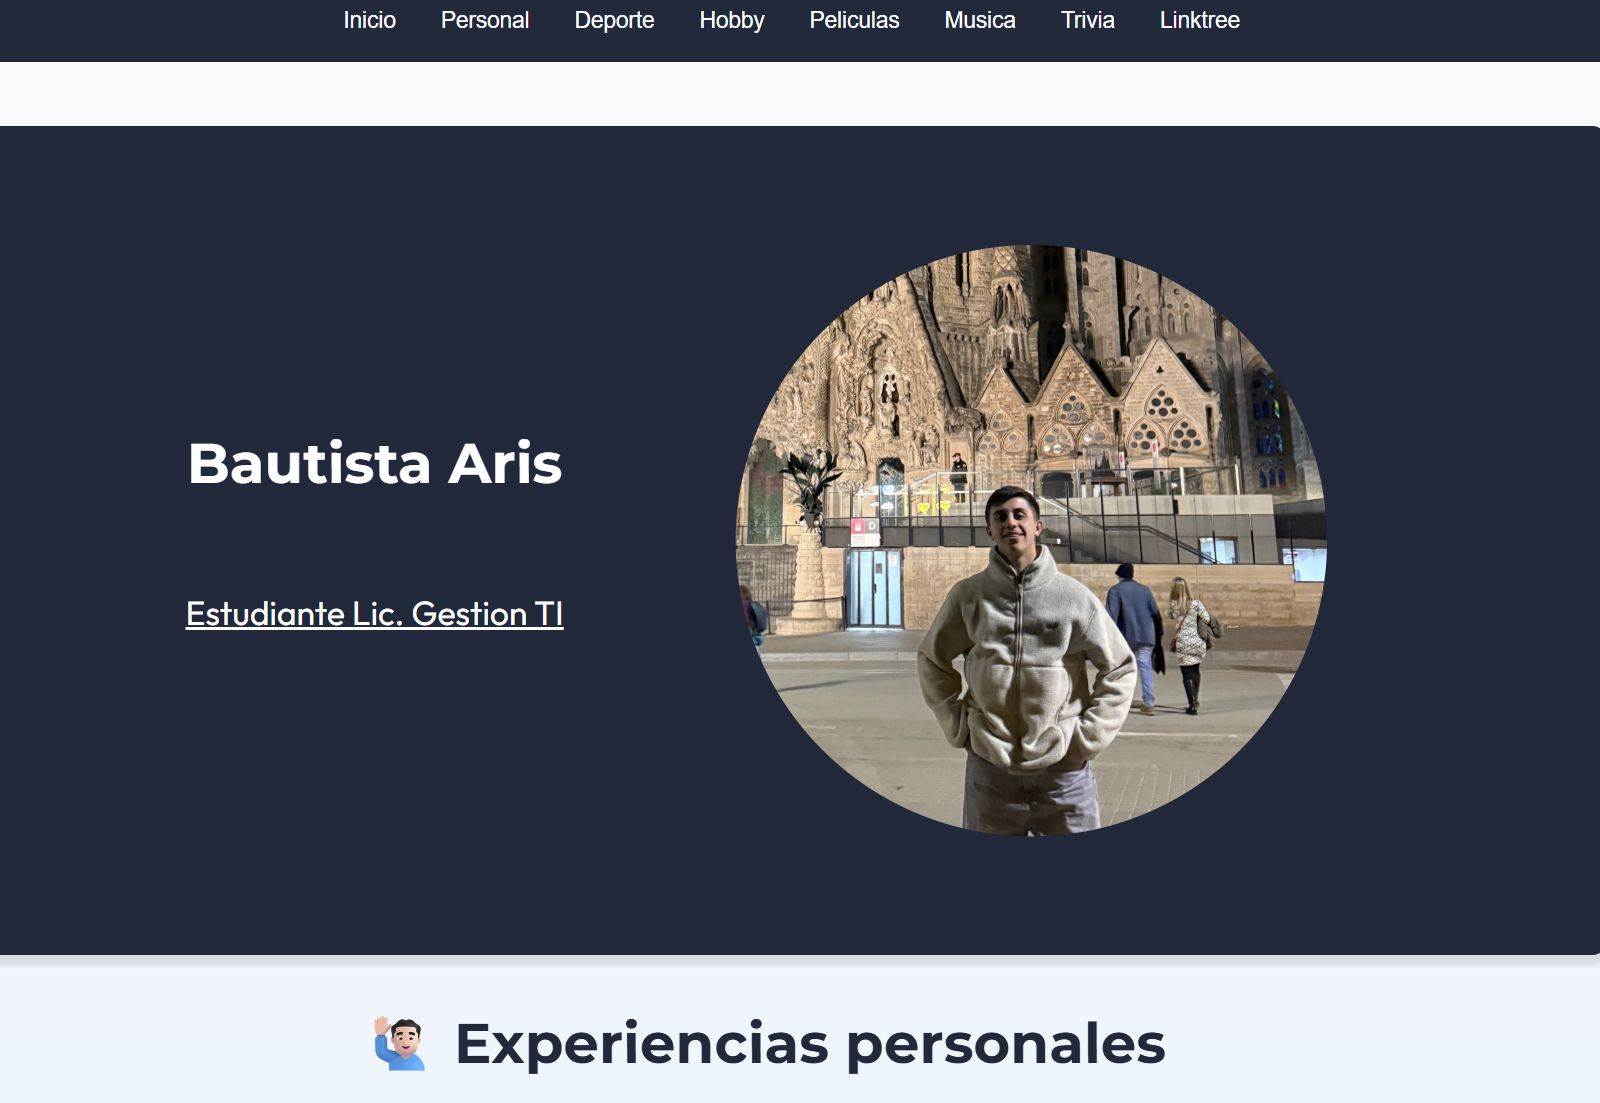 Inicio Personal Deporte Hobby Peliculas Musica Trivia Linktree
Bautista Aris
D
Estudiante Lic. Gestion TI
Experiencias personales